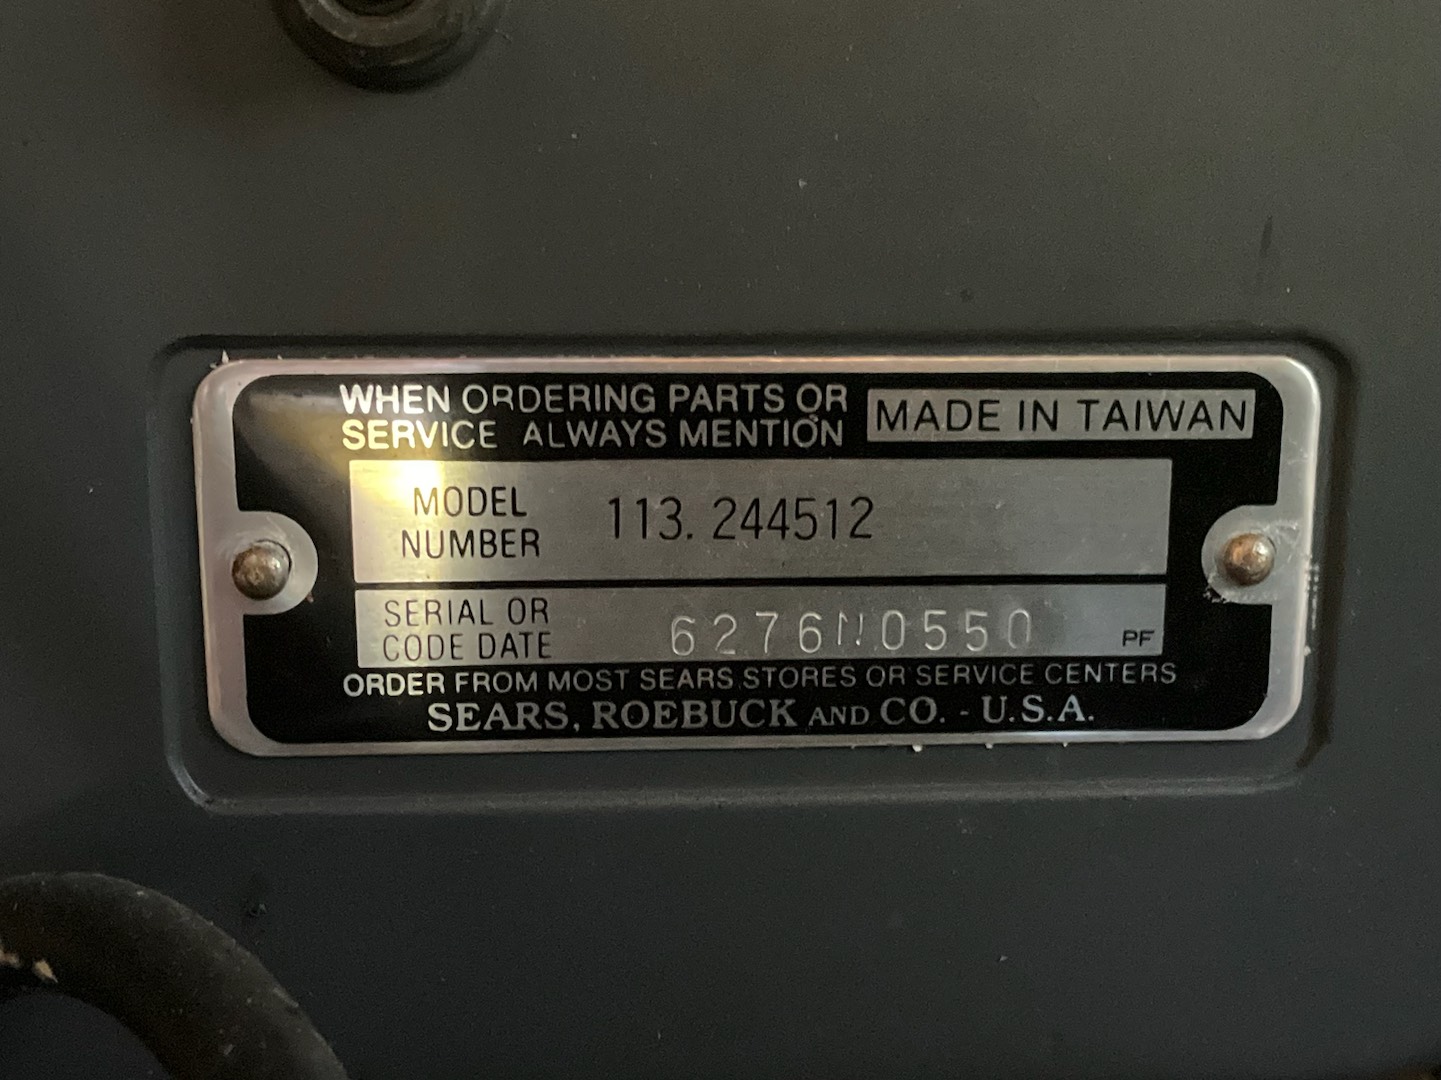 WHEN ORDERING PARTS OR
SERVICE ALWAYS MENTION
MADE IN TAIWAN
MODEL
NUMBER
113.244512
SERIAL OR
CODE DATE
6276N0550
PF
ORDER FROM MOST SEARS STORES OR SERVICE CENTERS
SEARS, ROEBUCK AND CO. - U.S.A.